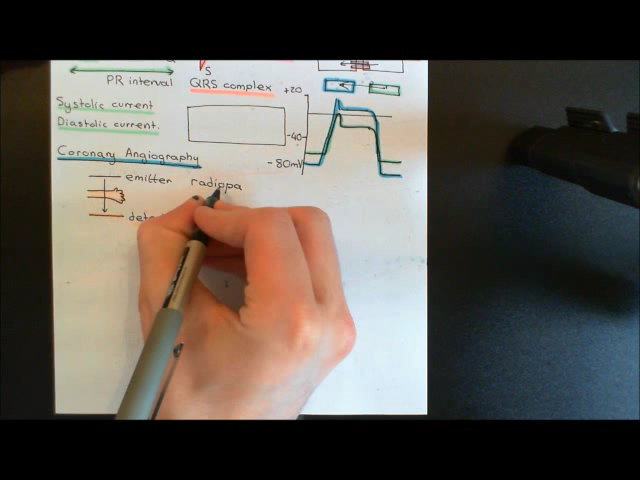 S
PR interval
QRS complex
+20
Systolic current
Diastolic current.
-40
Coronary Angiography
-80mV
emitter
radiopa